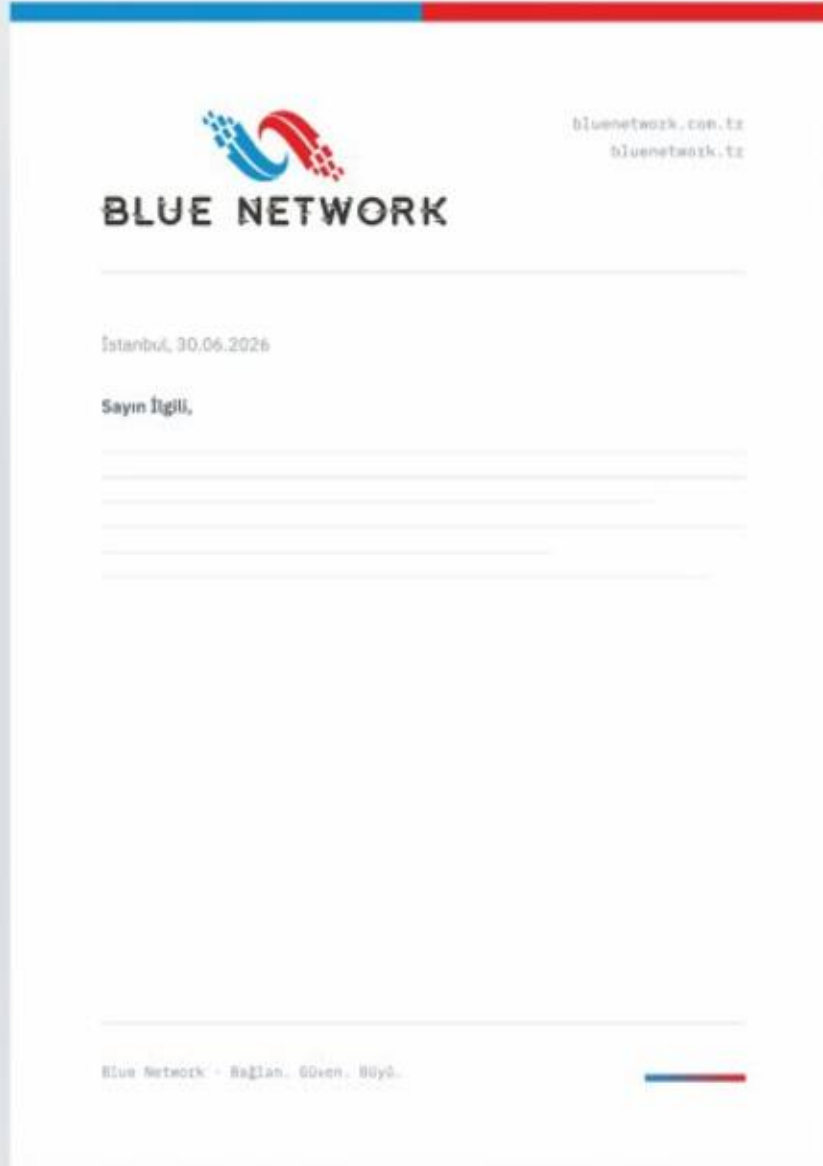 BLUE NETWORK
bluenetwork.com.tr
bluenetwork.tr
İstanbul, 30.06.2026
Sayın İlgili,
Blue Network · Bağlan. Güven. Büyü.